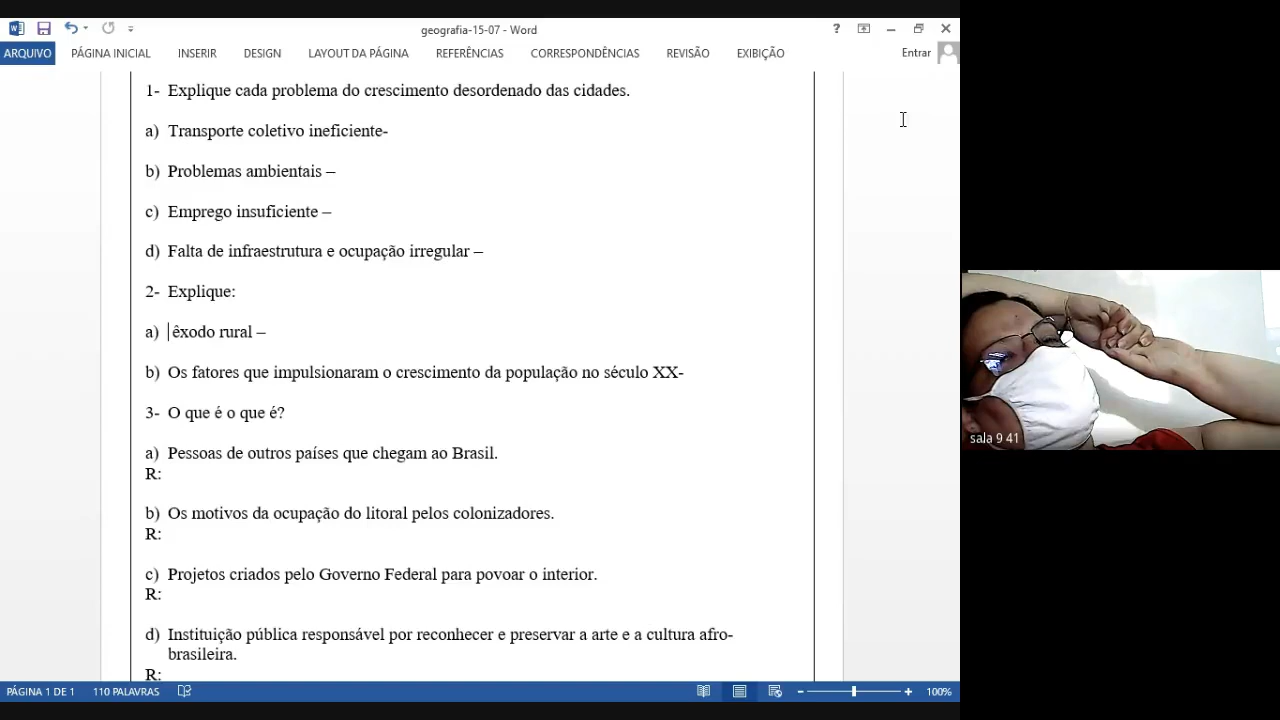 geografia-15-07 - Word
ARQUIVO PÁGINA INICIAL INSERIR DESIGN LAYOUT DA PÁGINA REFERÊNCIAS CORRESPONDÊNCIAS REVISÃO EXIBIÇÃO Entrar
1- Explique cada problema do crescimento desordenado das cidades.
a) Transporte coletivo ineficiente-
b) Problemas ambientais –
c) Emprego insuficiente –
d) Falta de infraestrutura e ocupação irregular –
2- Explique:
a) êxodo rural –
b) Os fatores que impulsionaram o crescimento da população no século XX-
3- O que é o que é?
a) Pessoas de outros países que chegam ao Brasil.
R:
b) Os motivos da ocupação do litoral pelos colonizadores.
R:
c) Projetos criados pelo Governo Federal para povoar o interior.
R:
d) Instituição pública responsável por reconhecer e preservar a arte e a cultura afro-
brasileira.
R:
PÁGINA 1 DE 1 110 PALAVRAS 100%
sala 9 41